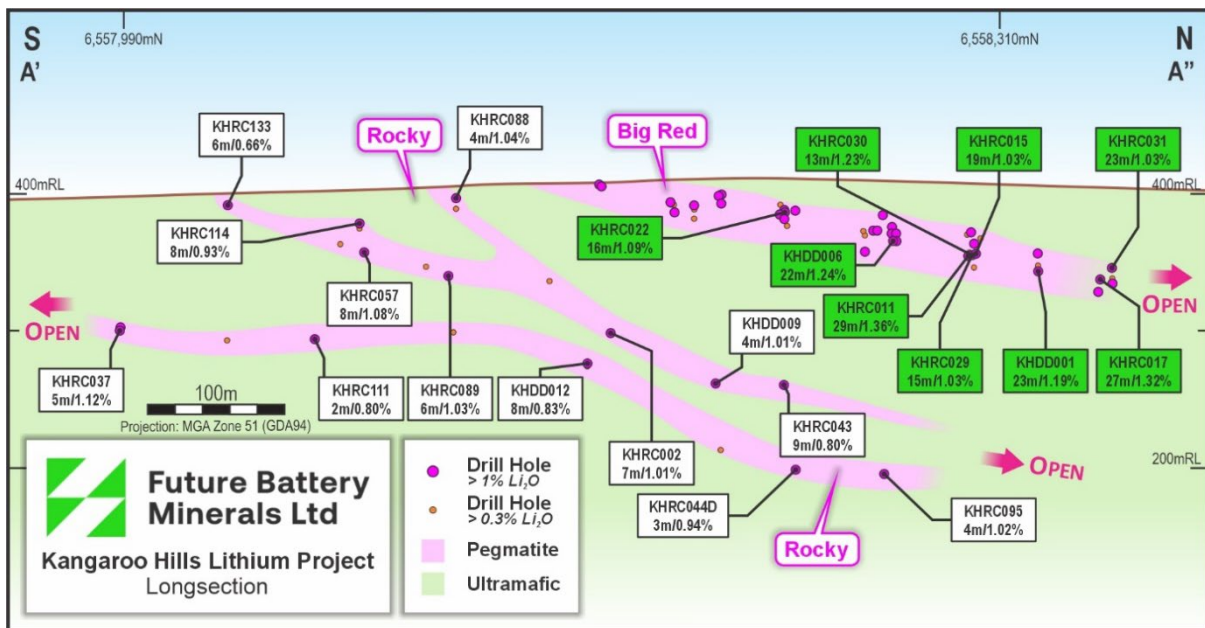 S
A'
6,557,990mN
6,558,310mN
N
A"
KHRC133
6m/0.66%
Rocky
KHRC088
4m/1.04%
Big Red
KHRC030
13m/1.23%
KHRC015
19m/1.03%
KHRC031
23m/1.03%
400mRL
400mRL
KHRC114
8m/0.93%
KHRC022
16m/1.09%
KHDD006
22m/1.24%
KHRC057
8m/1.08%
KHRC011
29m/1.36%
OPEN
OPEN
KHDD009
4m/1.01%
KHRC029
15m/1.03%
KHDD001
23m/1.19%
KHRC017
27m/1.32%
KHRC037
5m/1.12%
100m
Projection: MGA Zone 51 (GDA94)
KHRC111
2m/0.80%
KHRC089
6m/1.03%
KHDD012
8m/0.83%
KHRC043
9m/0.80%
KHRC002
7m/1.01%
OPEN
200mRL
KHRC044D
3m/0.94%
Rocky
KHRC095
4m/1.02%
Future Battery
Minerals Ltd
Kangaroo Hills Lithium Project
Longsection
Drill Hole
> 1% Li₂O
Drill Hole
> 0.3% Li₂O
Pegmatite
Ultramafic